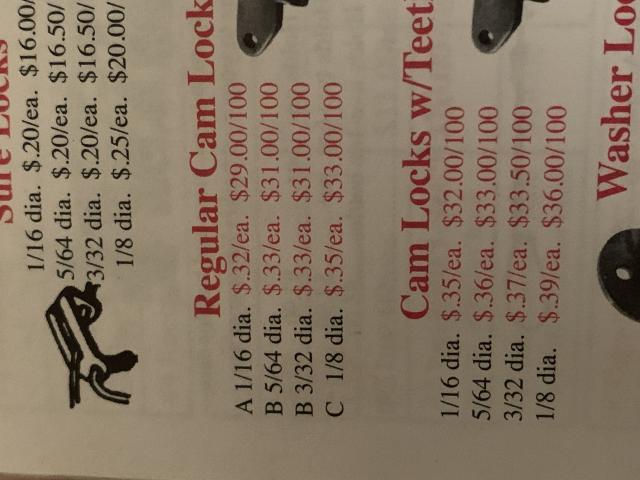 Sure Locks
1/16 dia. $.20/ea. $16.00/
5/64 dia. $.20/ea. $16.50/
3/32 dia. $.20/ea. $16.50/
1/8 dia. $.25/ea. $20.00/
Regular Cam Lock
A 1/16 dia. $.32/ea. $29.00/100
B 5/64 dia. $.33/ea. $31.00/100
B 3/32 dia. $.33/ea. $31.00/100
C 1/8 dia. $.35/ea. $33.00/100
Cam Locks w/Teet
1/16 dia. $.35/ea. $32.00/100
5/64 dia. $.36/ea. $33.00/100
3/32 dia. $.37/ea. $33.50/100
1/8 dia. $.39/ea. $36.00/100
Washer Loc